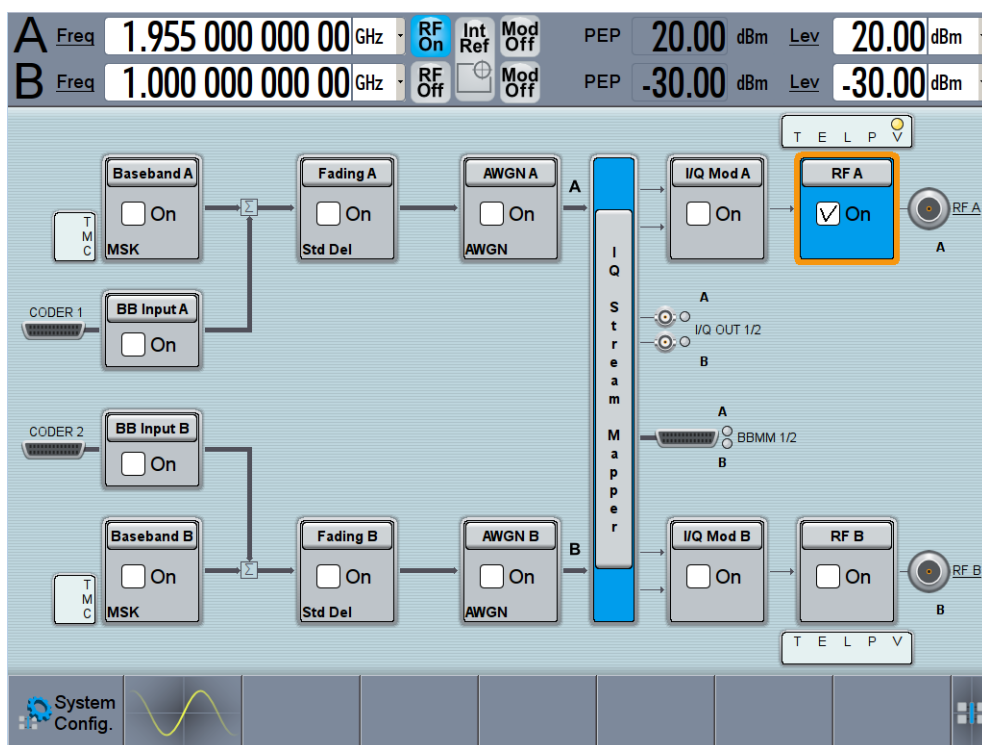 A Freq 1.955 000 000 00 GHz RF On Int Ref Mod Off PEP 20.00 dBm Lev 20.00 dBm
B Freq 1.000 000 000 00 GHz RF Off Mod Off PEP -30.00 dBm Lev -30.00 dBm
T E L P V
Baseband A
On
MSK
T
M
C
Σ
Fading A
On
Std Del
AWGN A
On
AWGN
A
I/Q Mod A
On
RF A
On
RF A
A
CODER 1
BB Input A
On
I Q Stream Mapper
A
I/Q OUT 1/2
B
CODER 2
BB Input B
On
A
BBMM 1/2
B
Baseband B
On
MSK
T
M
C
Σ
Fading B
On
Std Del
AWGN B
On
AWGN
B
I/Q Mod B
On
RF B
On
RF B
B
T E L P V
System
Config.